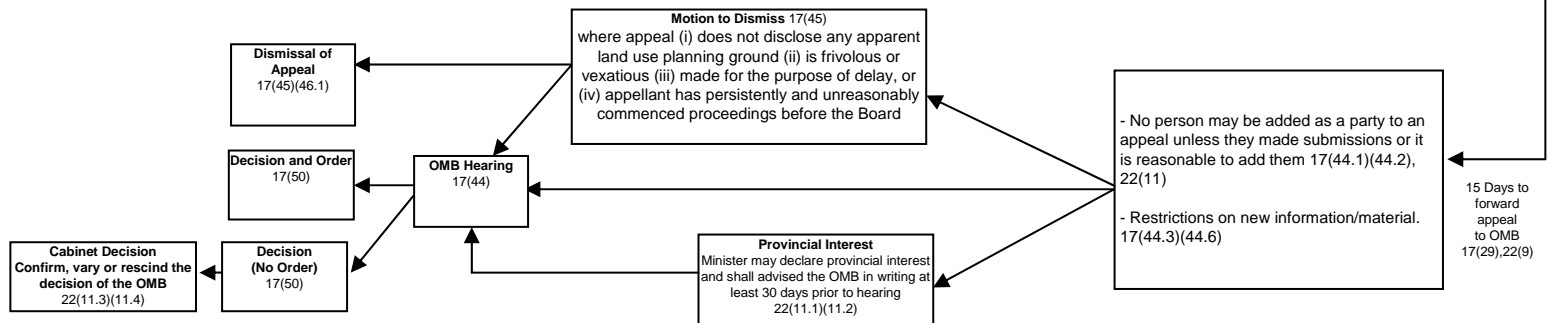 Motion to Dismiss 17(45)
where appeal (i) does not disclose any apparent
land use planning ground (ii) is frivolous or
vexatious (iii) made for the purpose of delay, or
(iv) appellant has persistently and unreasonably
commenced proceedings before the Board
Dismissal of
Appeal
17(45)(46.1)
- No person may be added as a party to an
appeal unless they made submissions or it
is reasonable to add them 17(44.1)(44.2),
22(11)
- Restrictions on new information/material.
17(44.3)(44.6)
15 Days to
forward
appeal
to OMB
17(29),22(9)
Decision and Order
17(50)
OMB Hearing
17(44)
Provincial Interest
Minister may declare provincial interest
and shall advised the OMB in writing at
least 30 days prior to hearing
22(11.1)(11.2)
Decision
(No Order)
17(50)
Cabinet Decision
Confirm, vary or rescind the
decision of the OMB
22(11.3)(11.4)